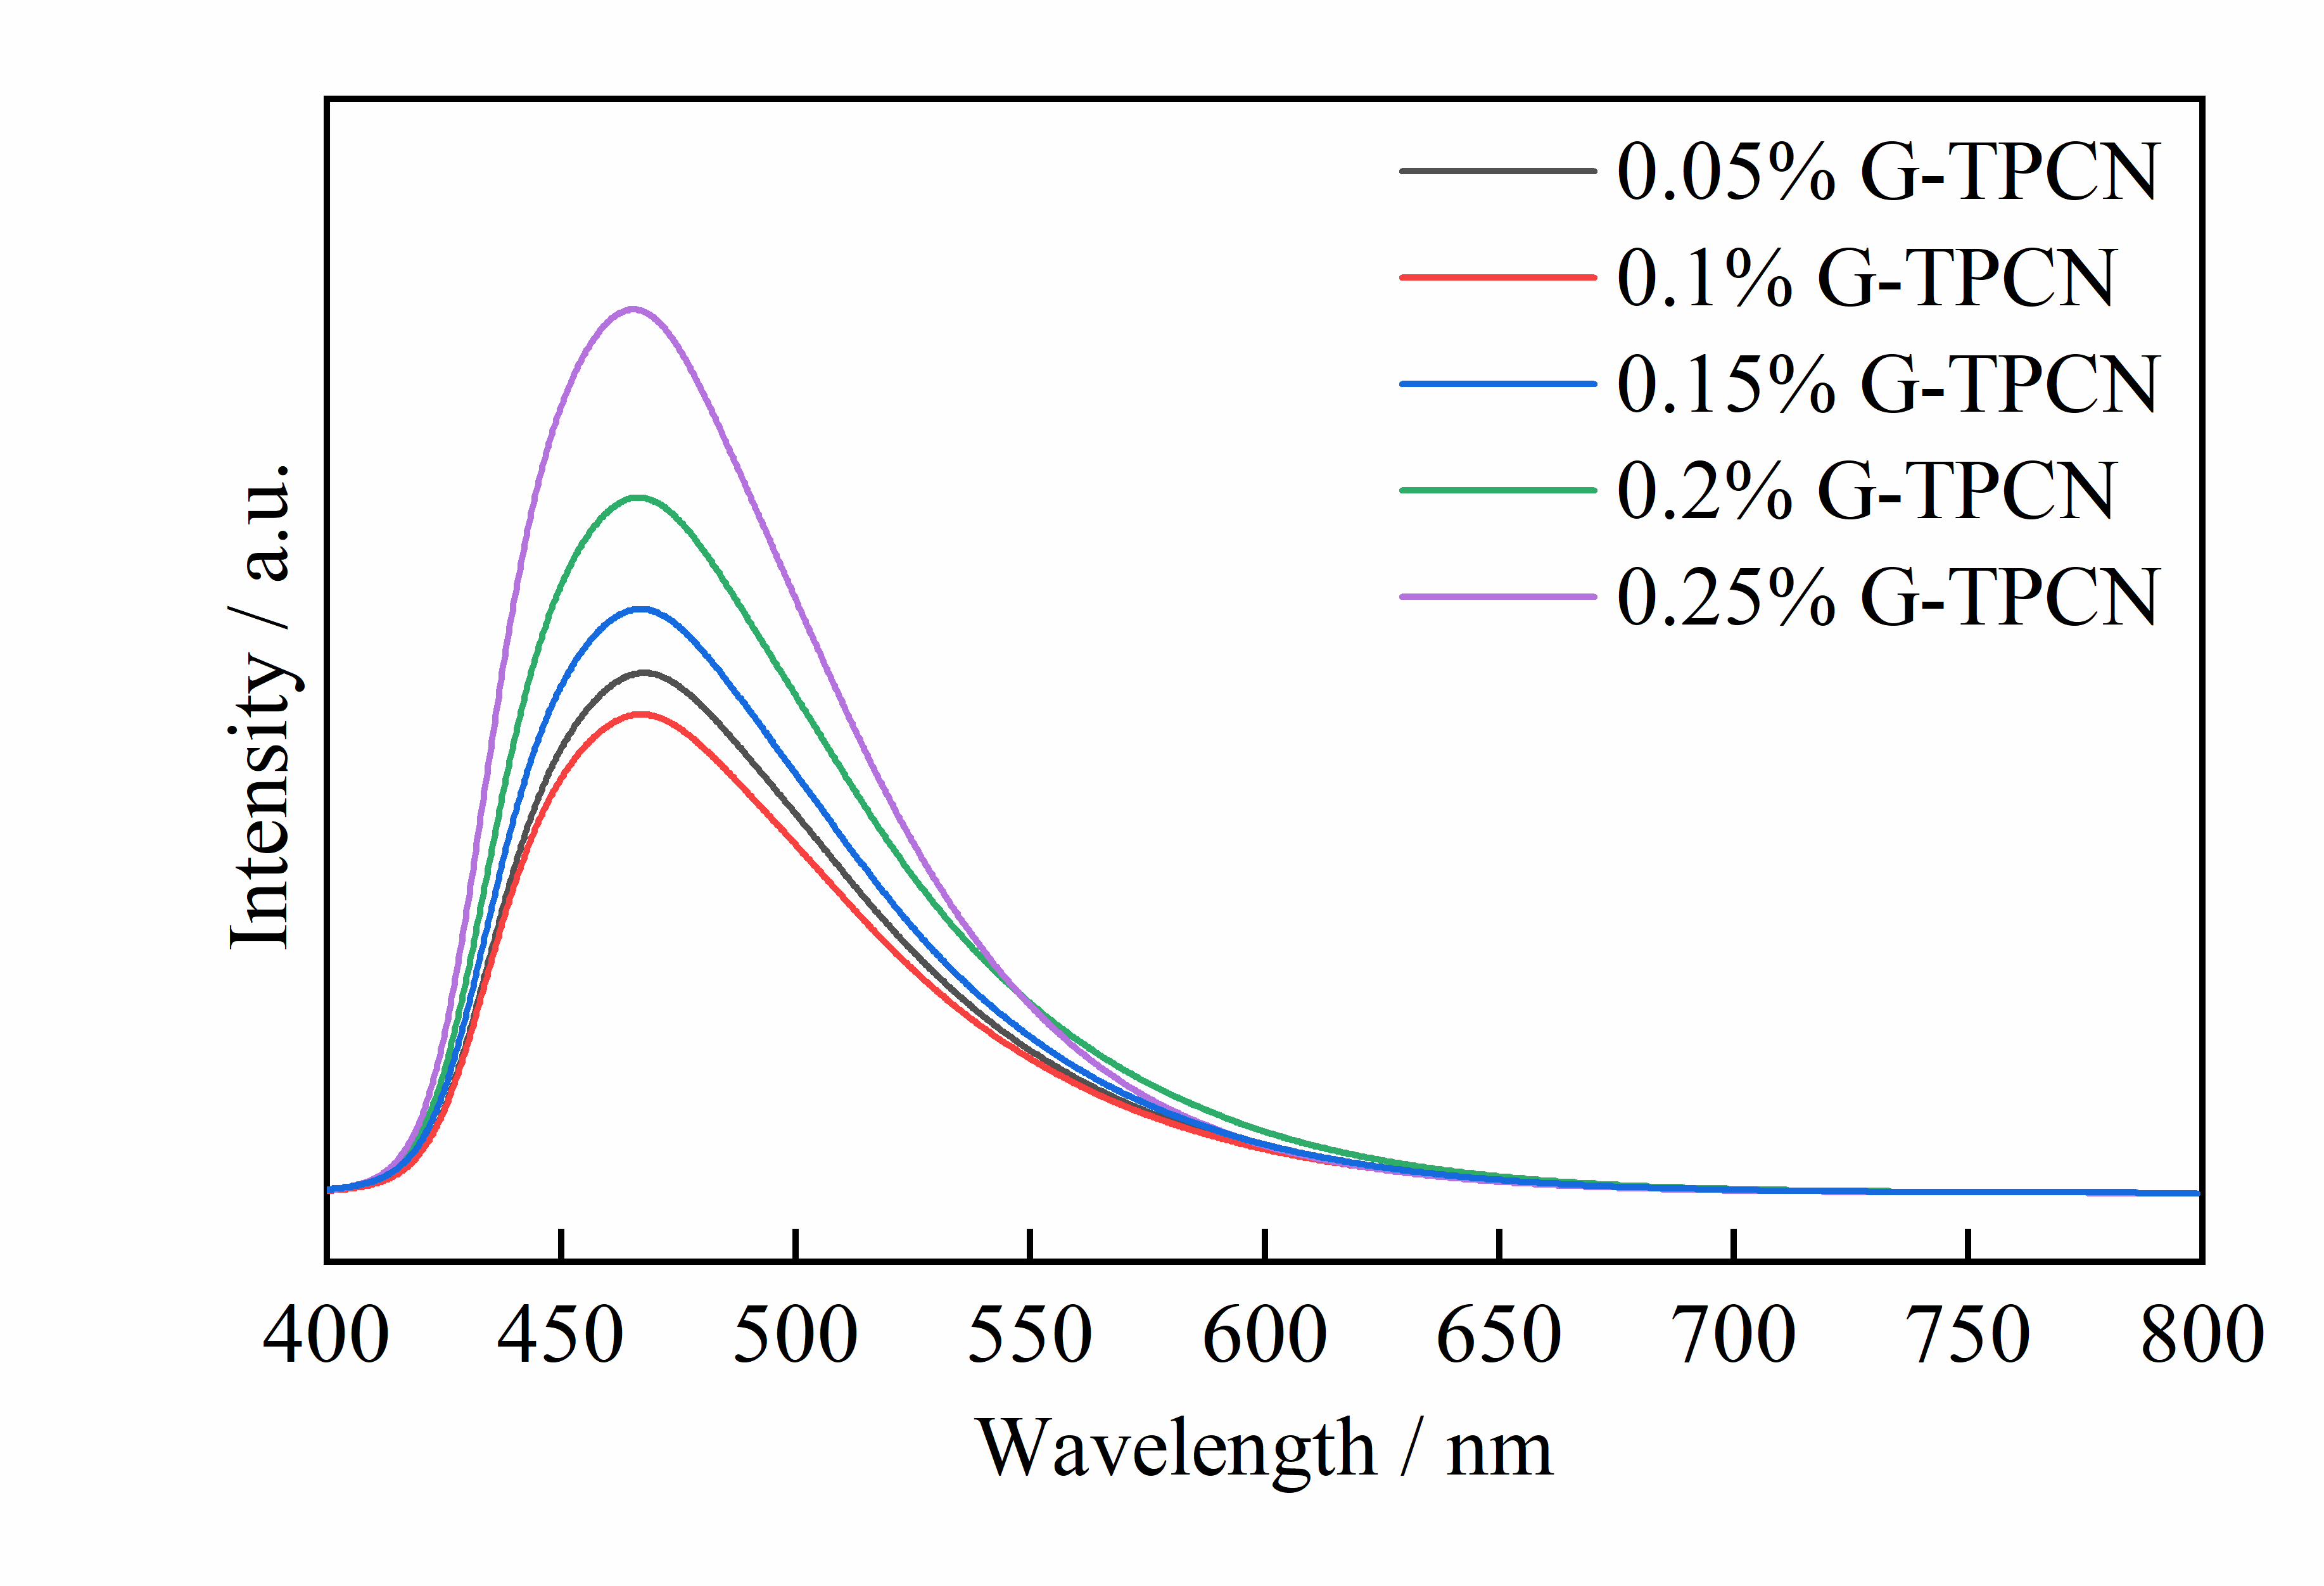 0.05% G-TPCN
0.1% G-TPCN
0.15% G-TPCN
0.2% G-TPCN
0.25% G-TPCN
Intensity / a.u.
400 450 500 550 600 650 700 750 800
Wavelength / nm